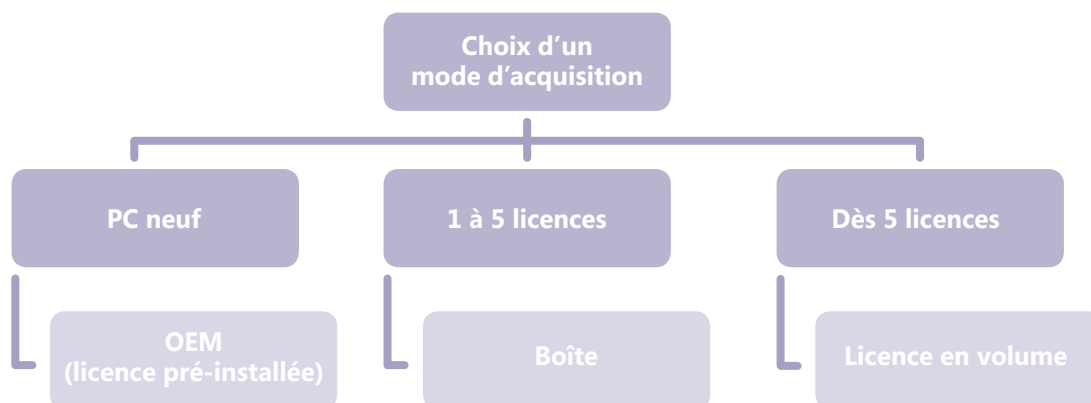 Choix d’un
mode d’acquisition
PC neuf
1 à 5 licences
Dès 5 licences
OEM
(licence pré-installée)
Boîte
Licence en volume